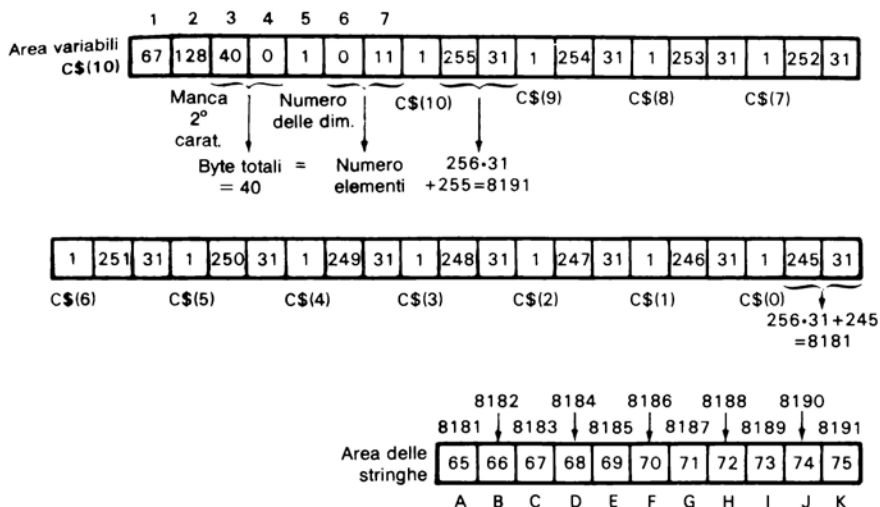 1 2 3 4 5 6 7
Area variabili
C$(10)
67 128 40 0 1 0 11 1 255 31 1 254 31 1 253 31 1 252 31
Manca
2º
carat.
Numero
delle dim.
C$(10)
C$(9)
C$(8)
C$(7)
Byte totali = Numero
= 40 elementi
256·31
+255=8191
1 251 31 1 250 31 1 249 31 1 248 31 1 247 31 1 246 31 1 245 31
C$(6) C$(5) C$(4) C$(3) C$(2) C$(1) C$(0)
256·31+245
=8181
8182 8184 8186 8188 8190
8181 8183 8185 8187 8189 8191
Area delle
stringhe
65 66 67 68 69 70 71 72 73 74 75
A B C D E F G H I J K